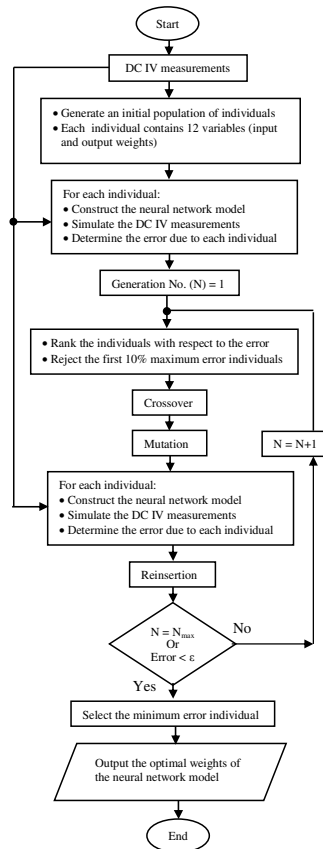 Start
DC IV measurements
• Generate an initial population of individuals
• Each individual contains 12 variables (input
and output weights)
For each individual:
• Construct the neural network model
• Simulate the DC IV measurements
• Determine the error due to each individual
Generation No. (N) = 1
• Rank the individuals with respect to the error
• Reject the first 10% maximum error individuals
Crossover
Mutation
N = N+1
For each individual:
• Construct the neural network model
• Simulate the DC IV measurements
• Determine the error due to each individual
Reinsertion
N = Nmax
Or
Error < ε
No
Yes
Select the minimum error individual
Output the optimal weights of
the neural network model
End